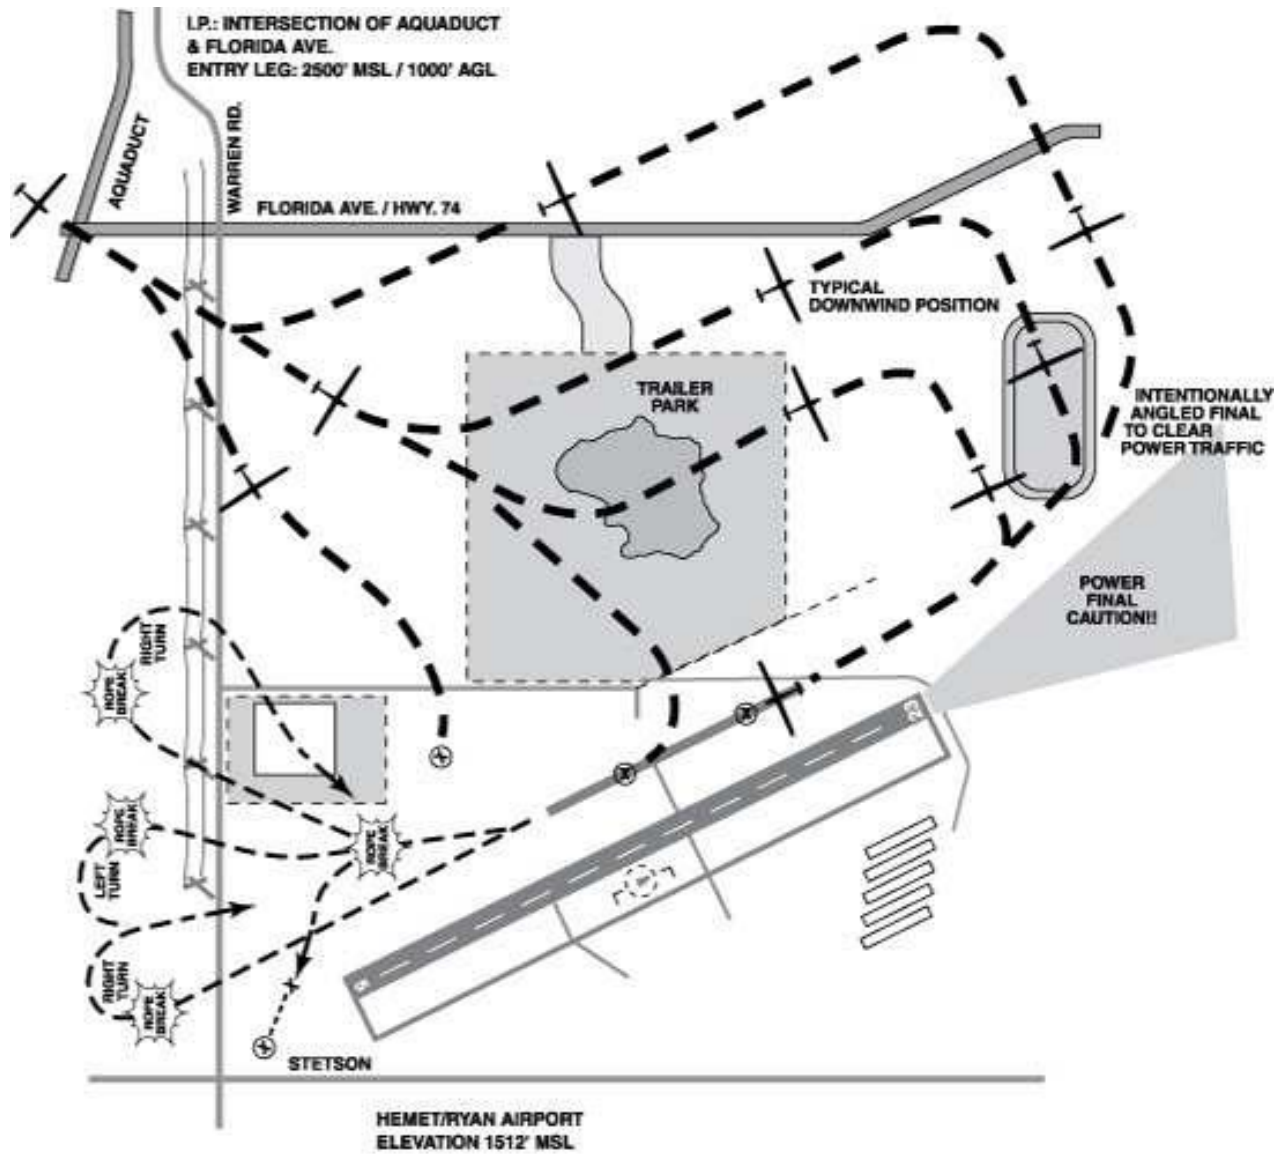 I.P.: INTERSECTION OF AQUADUCT
& FLORIDA AVE.
ENTRY LEG: 2500' MSL / 1000' AGL
AQUADUCT
WARREN RD.
FLORIDA AVE. / HWY. 74
TYPICAL
DOWNWIND POSITION
TRAILER
PARK
INTENTIONALLY
ANGLED FINAL
TO CLEAR
POWER TRAFFIC
POWER
FINAL
CAUTION!!
RIGHT
TURN
ROPE
BREAK
ROPE
BREAK
LEFT
TURN
ROPE
BREAK
RIGHT
TURN
ROPE
BREAK
5
STETSON
HEMET/RYAN AIRPORT
ELEVATION 1512' MSL